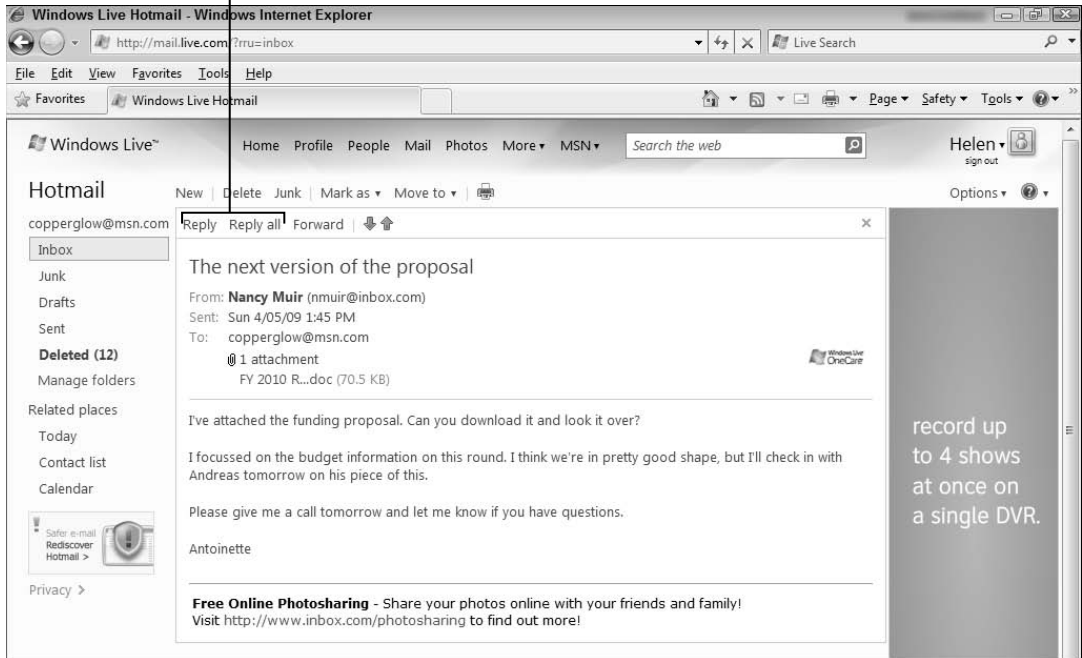 Windows Live Hotmail - Windows Internet Explorer
http://mail.live.com/?rru=inbox
Live Search
File Edit View Favorites Tools Help
Favorites Windows Live Hotmail Page Safety Tools
Windows Live™ Home Profile People Mail Photos More MSN Search the web Helen
sign out
Hotmail New | Delete Junk | Mark as Move to | Options
copperglow@msn.com Reply Reply all Forward |
Inbox
Junk
Drafts
Sent
Deleted (12)
Manage folders
Related places
Today
Contact list
Calendar
Safer e-mail
Rediscover
Hotmail >
Privacy >
The next version of the proposal
From: Nancy Muir (nmuir@inbox.com)
Sent: Sun 4/05/09 1:45 PM
To: copperglow@msn.com
1 attachment
Windows Live
OneCare
FY 2010 R...doc (70.5 KB)
I've attached the funding proposal. Can you download it and look it over?
I focussed on the budget information on this round. I think we're in pretty good shape, but I'll check in with
Andreas tomorrow on his piece of this.
Please give me a call tomorrow and let me know if you have questions.
Antoinette
Free Online Photosharing - Share your photos online with your friends and family!
Visit http://www.inbox.com/photosharing to find out more!
record up
to 4 shows
at once on
a single DVR.